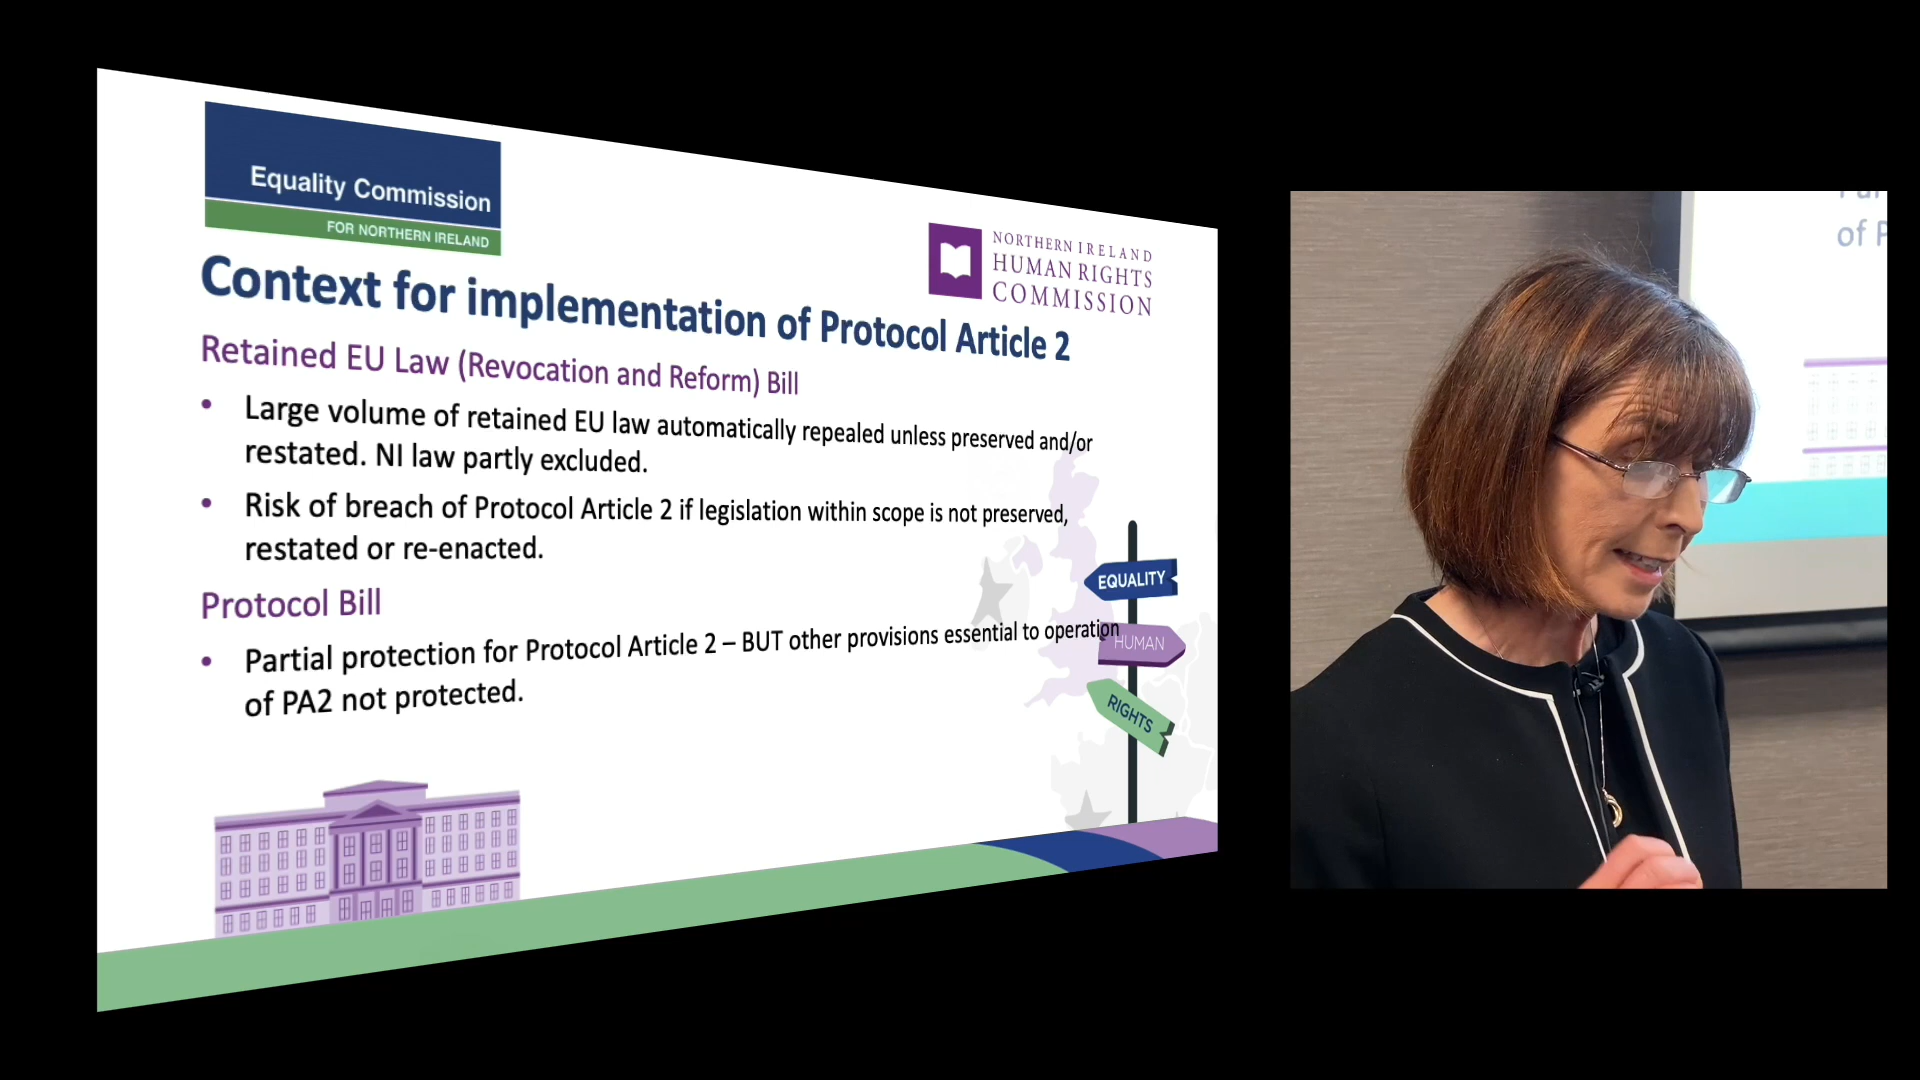 Equality Commission
FOR NORTHERN IRELAND
NORTHERN IRELAND
HUMAN RIGHTS
COMMISSION
Context for implementation of Protocol Article 2
Retained EU Law (Revocation and Reform) Bill
• Large volume of retained EU law automatically repealed unless preserved and/or
restated. NI law partly excluded.
• Risk of breach of Protocol Article 2 if legislation within scope is not preserved,
restated or re-enacted.
Protocol Bill
• Partial protection for Protocol Article 2 – BUT other provisions essential to operation
of PA2 not protected.
EQUALITY
HUMAN
RIGHTS
of P